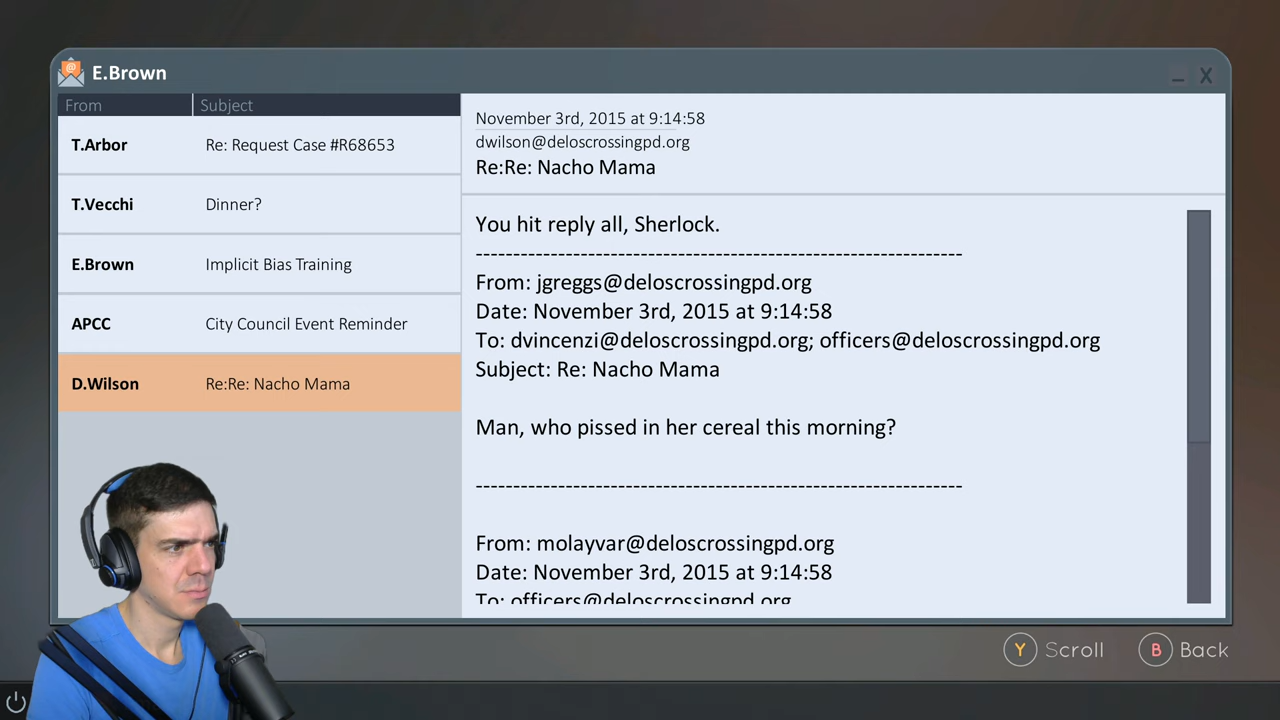 E.Brown
From Subject
T.Arbor Re: Request Case #R68653
T.Vecchi Dinner?
E.Brown Implicit Bias Training
APCC City Council Event Reminder
D.Wilson Re:Re: Nacho Mama
November 3rd, 2015 at 9:14:58
dwilson@deloscrossingpd.org
Re:Re: Nacho Mama
You hit reply all, Sherlock.
------------------------------------------------------------------
From: jgreggs@deloscrossingpd.org
Date: November 3rd, 2015 at 9:14:58
To: dvincenzi@deloscrossingpd.org; officers@deloscrossingpd.org
Subject: Re: Nacho Mama
Man, who pissed in her cereal this morning?
------------------------------------------------------------------
From: molayvar@deloscrossingpd.org
Date: November 3rd, 2015 at 9:14:58
To: officers@deloscrossingpd.org
Y Scroll B Back